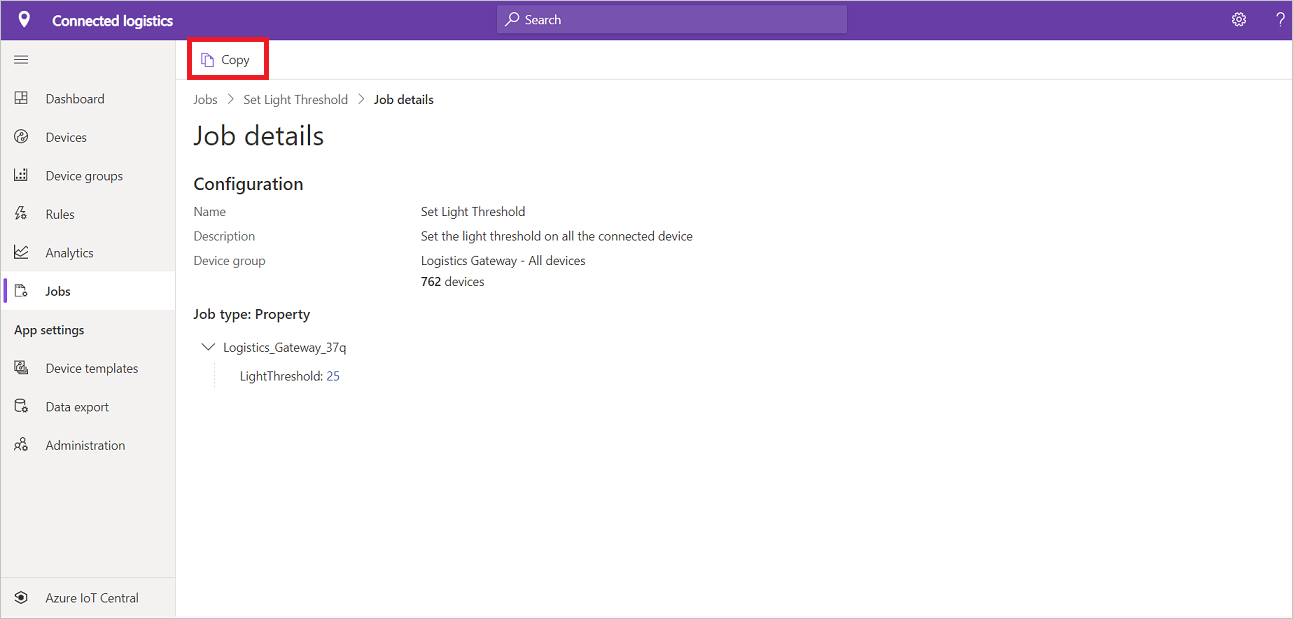 Connected logistics
Search
?
Copy
Dashboard
Devices
Device groups
Rules
Analytics
Jobs
App settings
Device templates
Data export
Administration
Azure IoT Central
Jobs > Set Light Threshold > Job details
Job details
Configuration
Name Set Light Threshold
Description Set the light threshold on all the connected device
Device group Logistics Gateway - All devices
762 devices
Job type: Property
Logistics_Gateway_37q
LightThreshold: 25